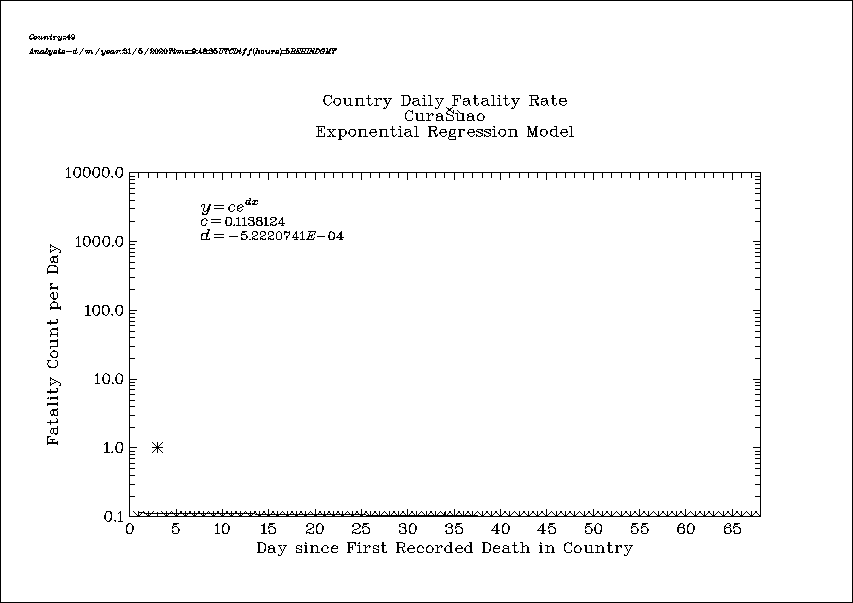 Country:49
Analysis-d/m/year:31/5/2020Time:9:48:35UTCDiff(hours):5BEHINDGMT
Country Daily Fatality Rate
CuraSuao
Exponential Regression Model
y=ce^dx
c=0.1138124
d=-5.2220741E-04
10000.0
1000.0
100.0
10.0
1.0
0.1
Fatality Count per Day
0 5 10 15 20 25 30 35 40 45 50 55 60 65
Day since First Recorded Death in Country